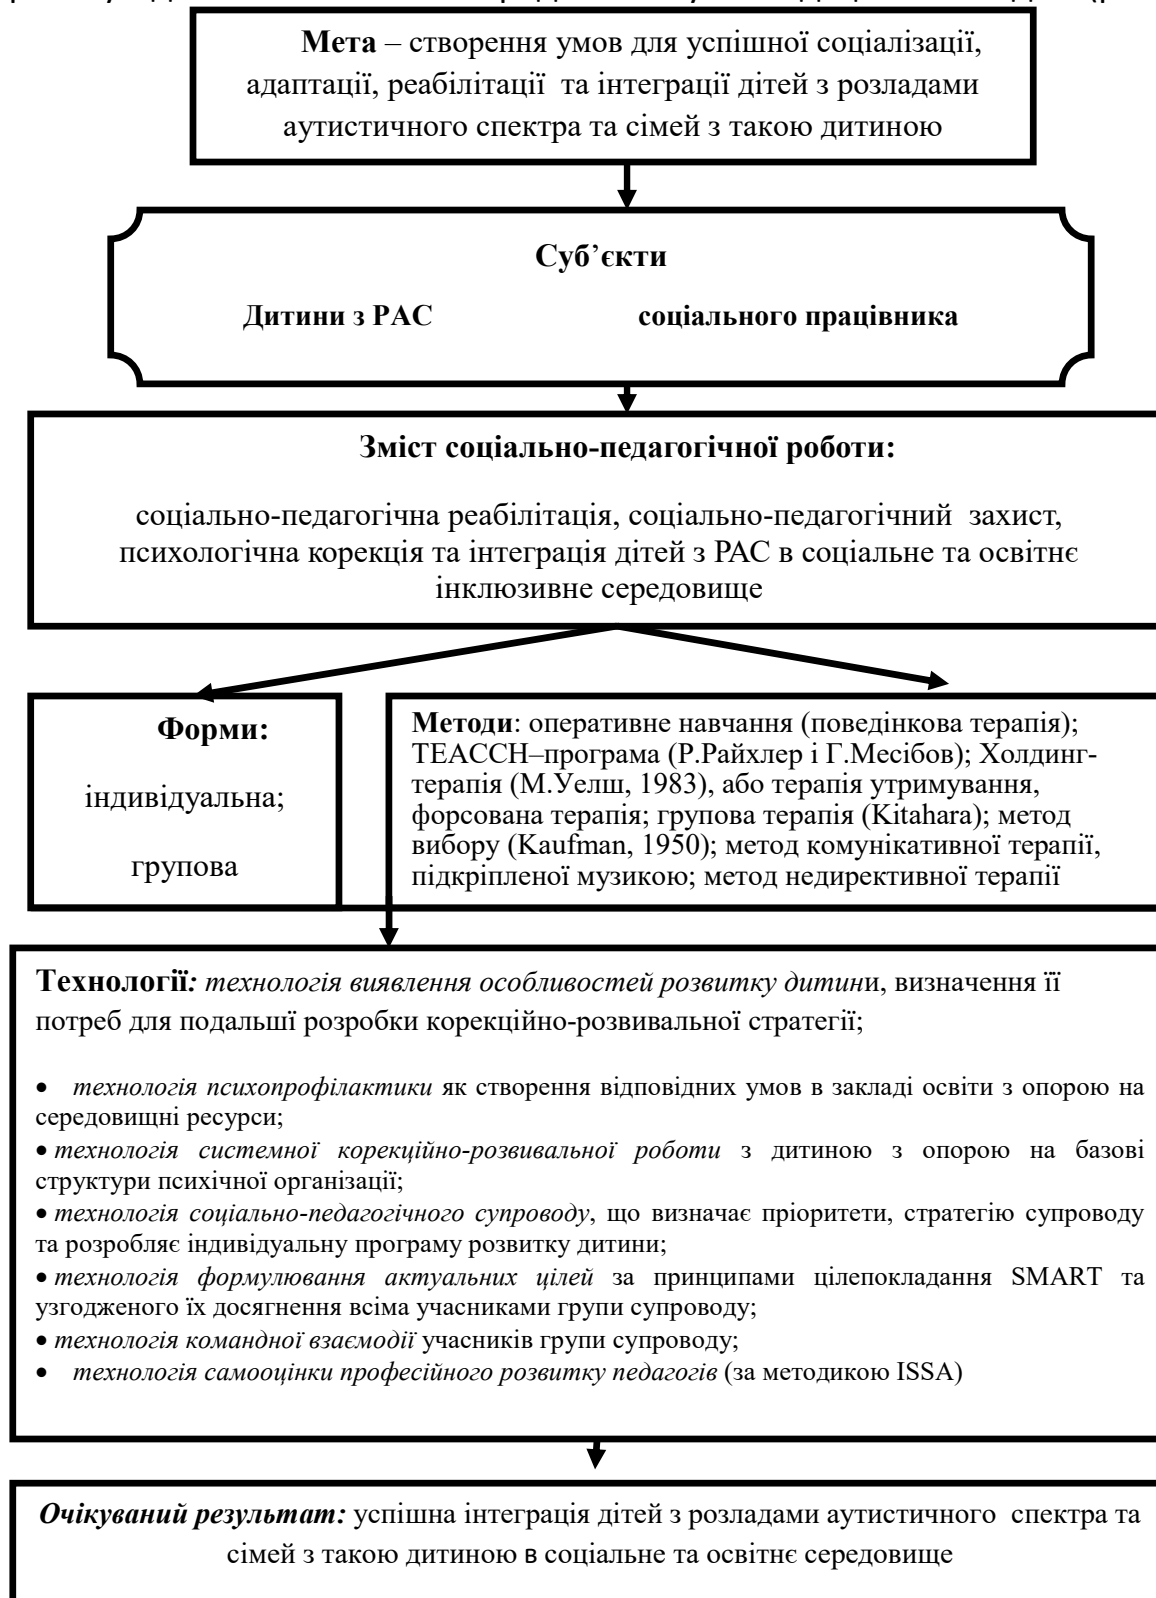 Мета – створення умов для успішної соціалізації,
адаптації, реабілітації та інтеграції дітей з розладами
аутистичного спектра та сімей з такою дитиною
Суб’єкти
Дитини з РАС соціального працівника
Зміст соціально-педагогічної роботи:
соціально-педагогічна реабілітація, соціально-педагогічний захист,
психологічна корекція та інтеграція дітей з РАС в соціальне та освітнє
інклюзивне середовище
Форми:
індивідуальна;
групова
Методи: оперативне навчання (поведінкова терапія);
TEACCH–програма (Р.Райхлер і Г.Месібов); Холдинг-
терапія (М.Уелш, 1983), або терапія утримування,
форсована терапія; групова терапія (Kitahara); метод
вибору (Kaufman, 1950); метод комунікативної терапії,
підкріпленої музикою; метод недирективної терапії
Технології: технологія виявлення особливостей розвитку дитини, визначення її
потреб для подальшї розробки корекційно-розвивальної стратегії;
• технологія психопрофілактики як створення відповідних умов в закладі освіти з опорою на
середовищні ресурси;
• технологія системної корекційно-розвивальної роботи з дитиною з опорою на базові
структури психічної організації;
• технологія соціально-педагогічного супроводу, що визначає пріоритети, стратегію супроводу
та розробляє індивідуальну програму розвитку дитини;
• технологія формулювання актуальних цілей за принципами цілепокладання SMART та
узгодженого їх досягнення всіма учасниками групи супроводу;
• технологія командної взаємодії учасників групи супроводу;
• технологія самооцінки професійного розвитку педагогів (за методикою ISSA)
Очікуваний результат: успішна інтеграція дітей з розладами аутистичного спектра та
сімей з такою дитиною в соціальне та освітнє середовище